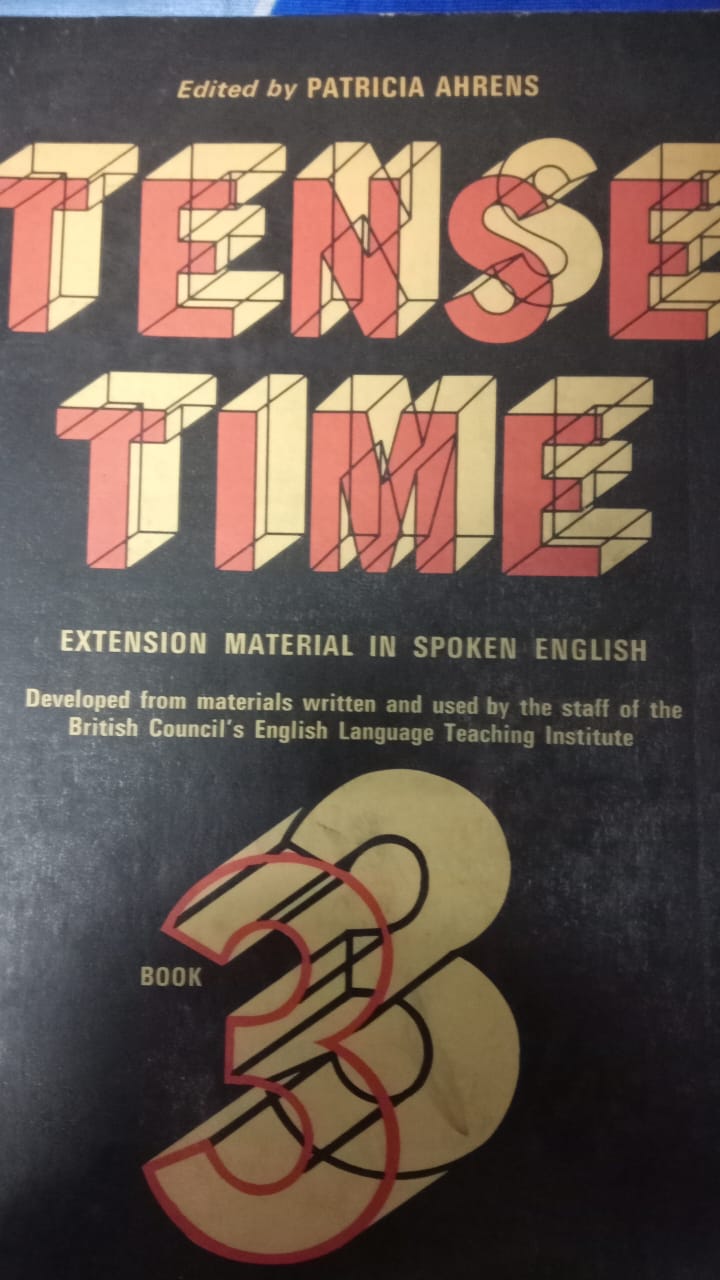 Edited by PATRICIA AHRENS
TENSE
TIME
EXTENSION MATERIAL IN SPOKEN ENGLISH
Developed from materials written and used by the staff of the
British Council's English Language Teaching Institute
BOOK
3